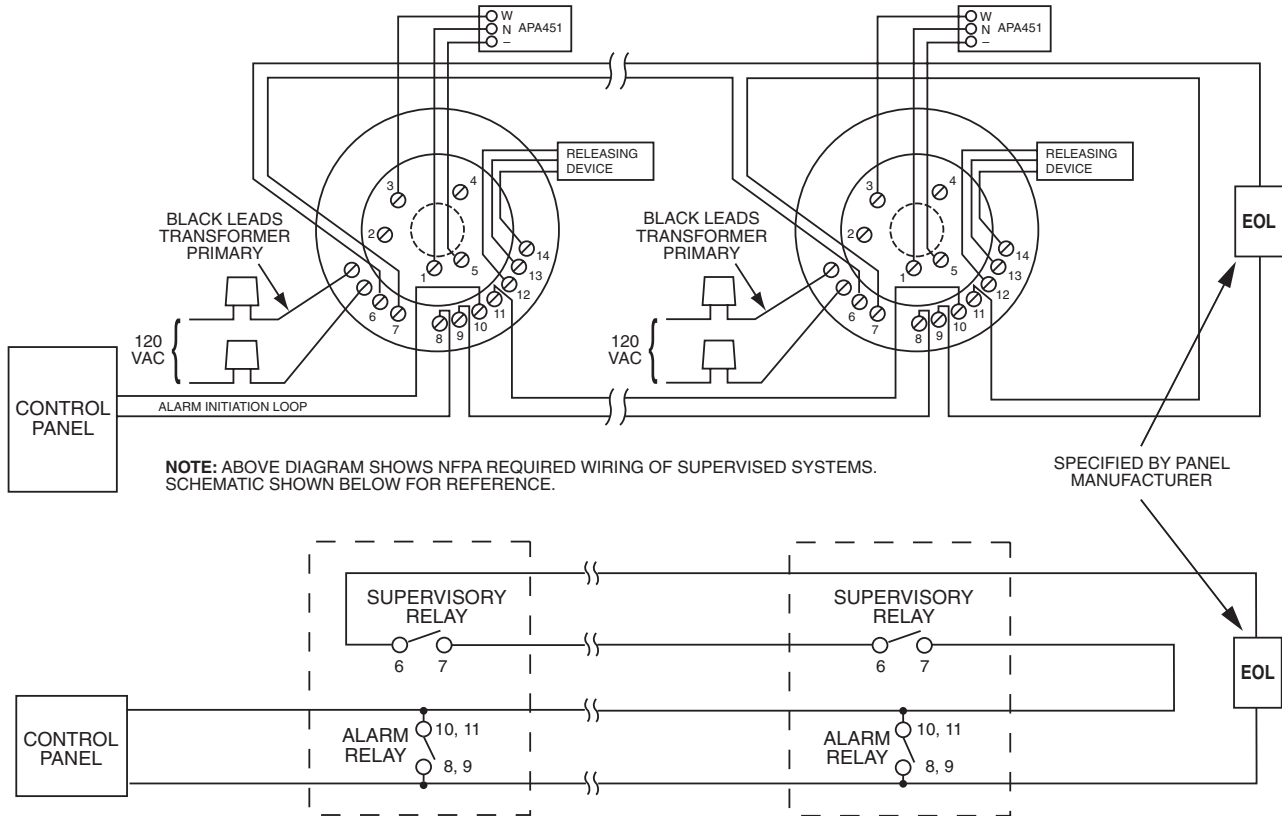 W
N APA451
–
W
N APA451
–
RELEASING
DEVICE
RELEASING
DEVICE
3
4
2
1
5
14
13
12
11
10
9
8
7
6
3
4
2
1
5
14
13
12
11
10
9
8
7
6
BLACK LEADS
TRANSFORMER
PRIMARY
BLACK LEADS
TRANSFORMER
PRIMARY
EOL
120
VAC
120
VAC
CONTROL
PANEL
ALARM INITIATION LOOP
NOTE: ABOVE DIAGRAM SHOWS NFPA REQUIRED WIRING OF SUPERVISED SYSTEMS.
SCHEMATIC SHOWN BELOW FOR REFERENCE.
SPECIFIED BY PANEL
MANUFACTURER
SUPERVISORY
RELAY
6 7
SUPERVISORY
RELAY
6 7
EOL
CONTROL
PANEL
ALARM
RELAY
10, 11
8, 9
ALARM
RELAY
10, 11
8, 9